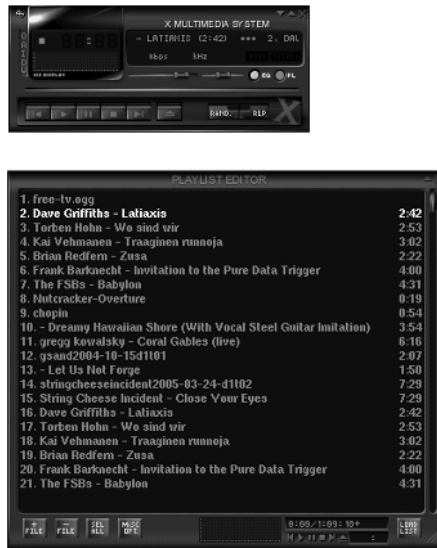 X MULTIMEDIA SYSTEM
- LATIAXIS (2:42) *** 2. DAL
kbps kHz
EQ PL
RAND. REP
X
PLAYLIST EDITOR
1. free-tv.ogg
2. Dave Griffiths - Latiaxis 2:42
3. Torben Hohn - Wo sind wir 2:53
4. Kai Vehmanen - Traaginen runnoja 3:02
5. Brian Redfern - Zusa 2:22
6. Frank Barknecht - Invitation to the Pure Data Trigger 4:00
7. The FSBs - Babylon 4:31
8. Nutcracker-Overture 0:19
9. chopin 0:54
10. - Dreamy Hawaiian Shore (With Vocal Steel Guitar Imitation) 3:54
11. gregg kowalsky - Coral Gables (live) 6:16
12. gsand2004-10-15d1t01 2:07
13. - Let Us Not Forge 1:50
14. stringcheeseincident2005-03-24-d1t02 7:29
15. String Cheese Incident - Close Your Eyes 7:29
16. Dave Griffiths - Latiaxis 2:42
17. Torben Hohn - Wo sind wir 2:53
18. Kai Vehmanen - Traaginen runnoja 3:02
19. Brian Redfern - Zusa 2:22
20. Frank Barknecht - Invitation to the Pure Data Trigger 4:00
21. The FSBs - Babylon 4:31
+ FILE - FILE SEL ALL MISC OPT. 0:00/1:09:10+ LOAD LIST